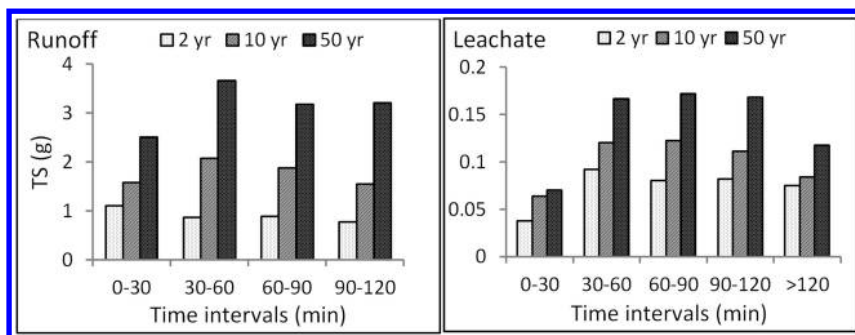 Runoff
2 yr 10 yr 50 yr
4
3
2
1
0
TS (g)
0-30 30-60 60-90 90-120
Time intervals (min)
Leachate
2 yr 10 yr 50 yr
0.2
0.15
0.1
0.05
0
0-30 30-60 60-90 90-120 >120
Time intervals (min)